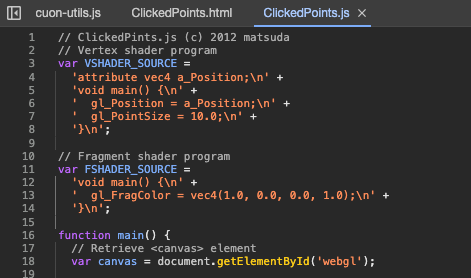 cuon-utils.js ClickedPoints.html ClickedPoints.js ×
1 // ClickedPints.js (c) 2012 matsuda
2 // Vertex shader program
3 var VSHADER_SOURCE =
4 'attribute vec4 a_Position;\n' +
5 'void main() {\n' +
6 '  gl_Position = a_Position;\n' +
7 '  gl_PointSize = 10.0;\n' +
8 '}\n';
9
10 // Fragment shader program
11 var FSHADER_SOURCE =
12 'void main() {\n' +
13 '  gl_FragColor = vec4(1.0, 0.0, 0.0, 1.0);\n' +
14 '}\n';
15
16 function main() {
17 // Retrieve <canvas> element
18 var canvas = document.getElementById('webgl');
19